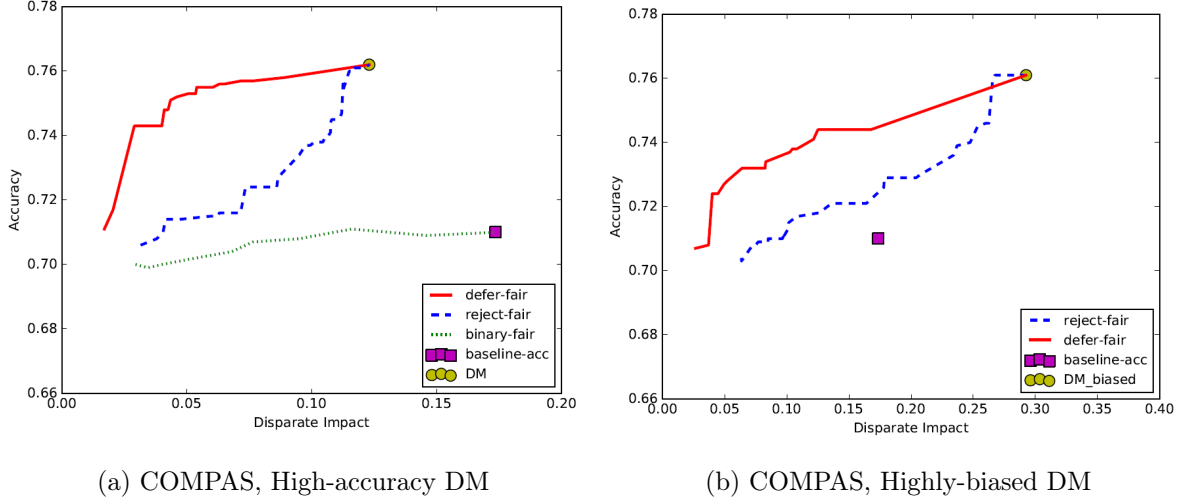 0.78
0.76
0.74
0.72
0.70
0.68
0.66
Accuracy
0.00
0.05
0.10
0.15
0.20
Disparate Impact
defer-fair
reject-fair
binary-fair
baseline-acc
DM
(a) COMPAS, High-accuracy DM
0.78
0.76
0.74
0.72
0.70
0.68
0.66
Accuracy
0.00
0.05
0.10
0.15
0.20
0.25
0.30
0.35
0.40
Disparate Impact
reject-fair
defer-fair
baseline-acc
DM_biased
(b) COMPAS, Highly-biased DM